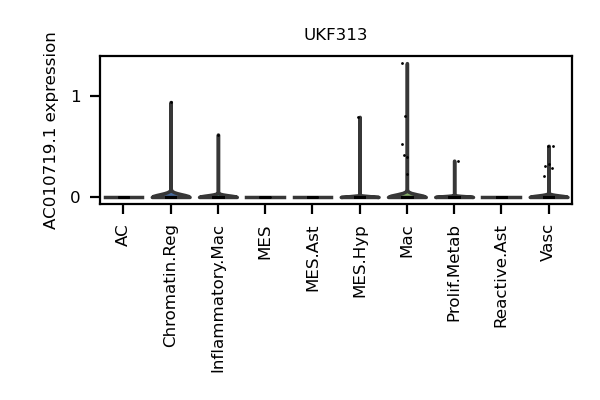 UKF313
AC010719.1 expression
1
0
AC
Chromatin.Reg
Inflammatory.Mac
MES
MES.Ast
MES.Hyp
Mac
Prolif.Metab
Reactive.Ast
Vasc